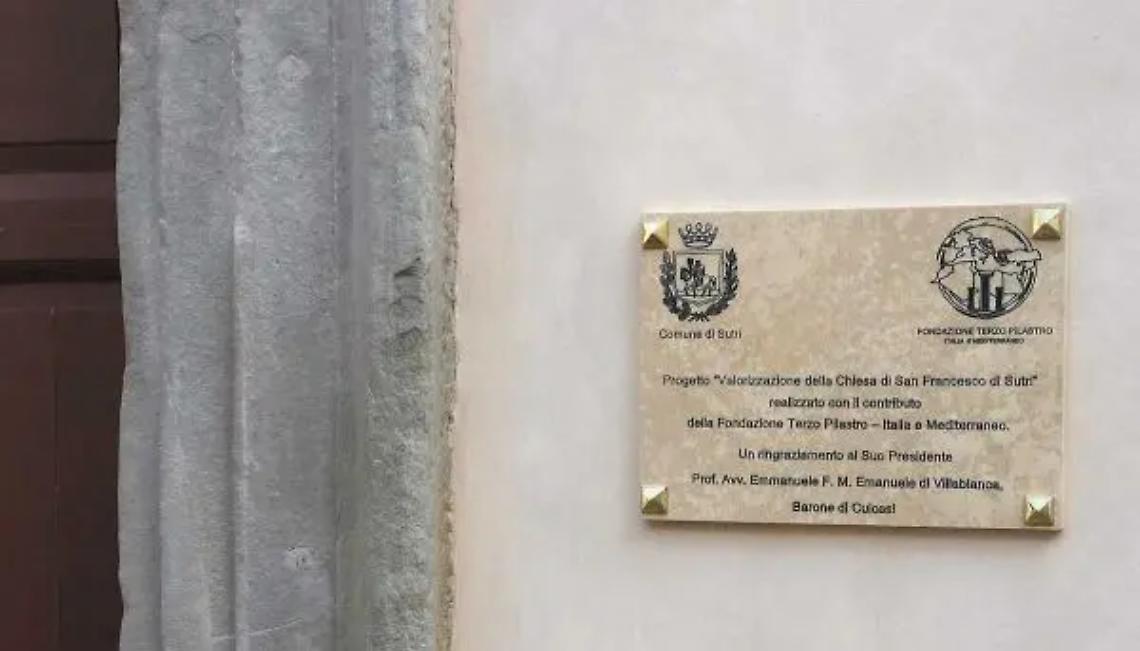 Comune di Sutri
FONDAZIONE TERZO PILASTRO
ITALIA E MEDITERRANEO
Progetto "Valorizzazione della Chiesa di San Francesco di Sutri"
realizzato con il contributo
della Fondazione Terzo Pilastro – Italia e Mediterraneo.
Un ringraziamento al Suo Presidente
Prof. Avv. Emmanuele F. M. Emanuele di Villabianca,
Barone di Culcasi